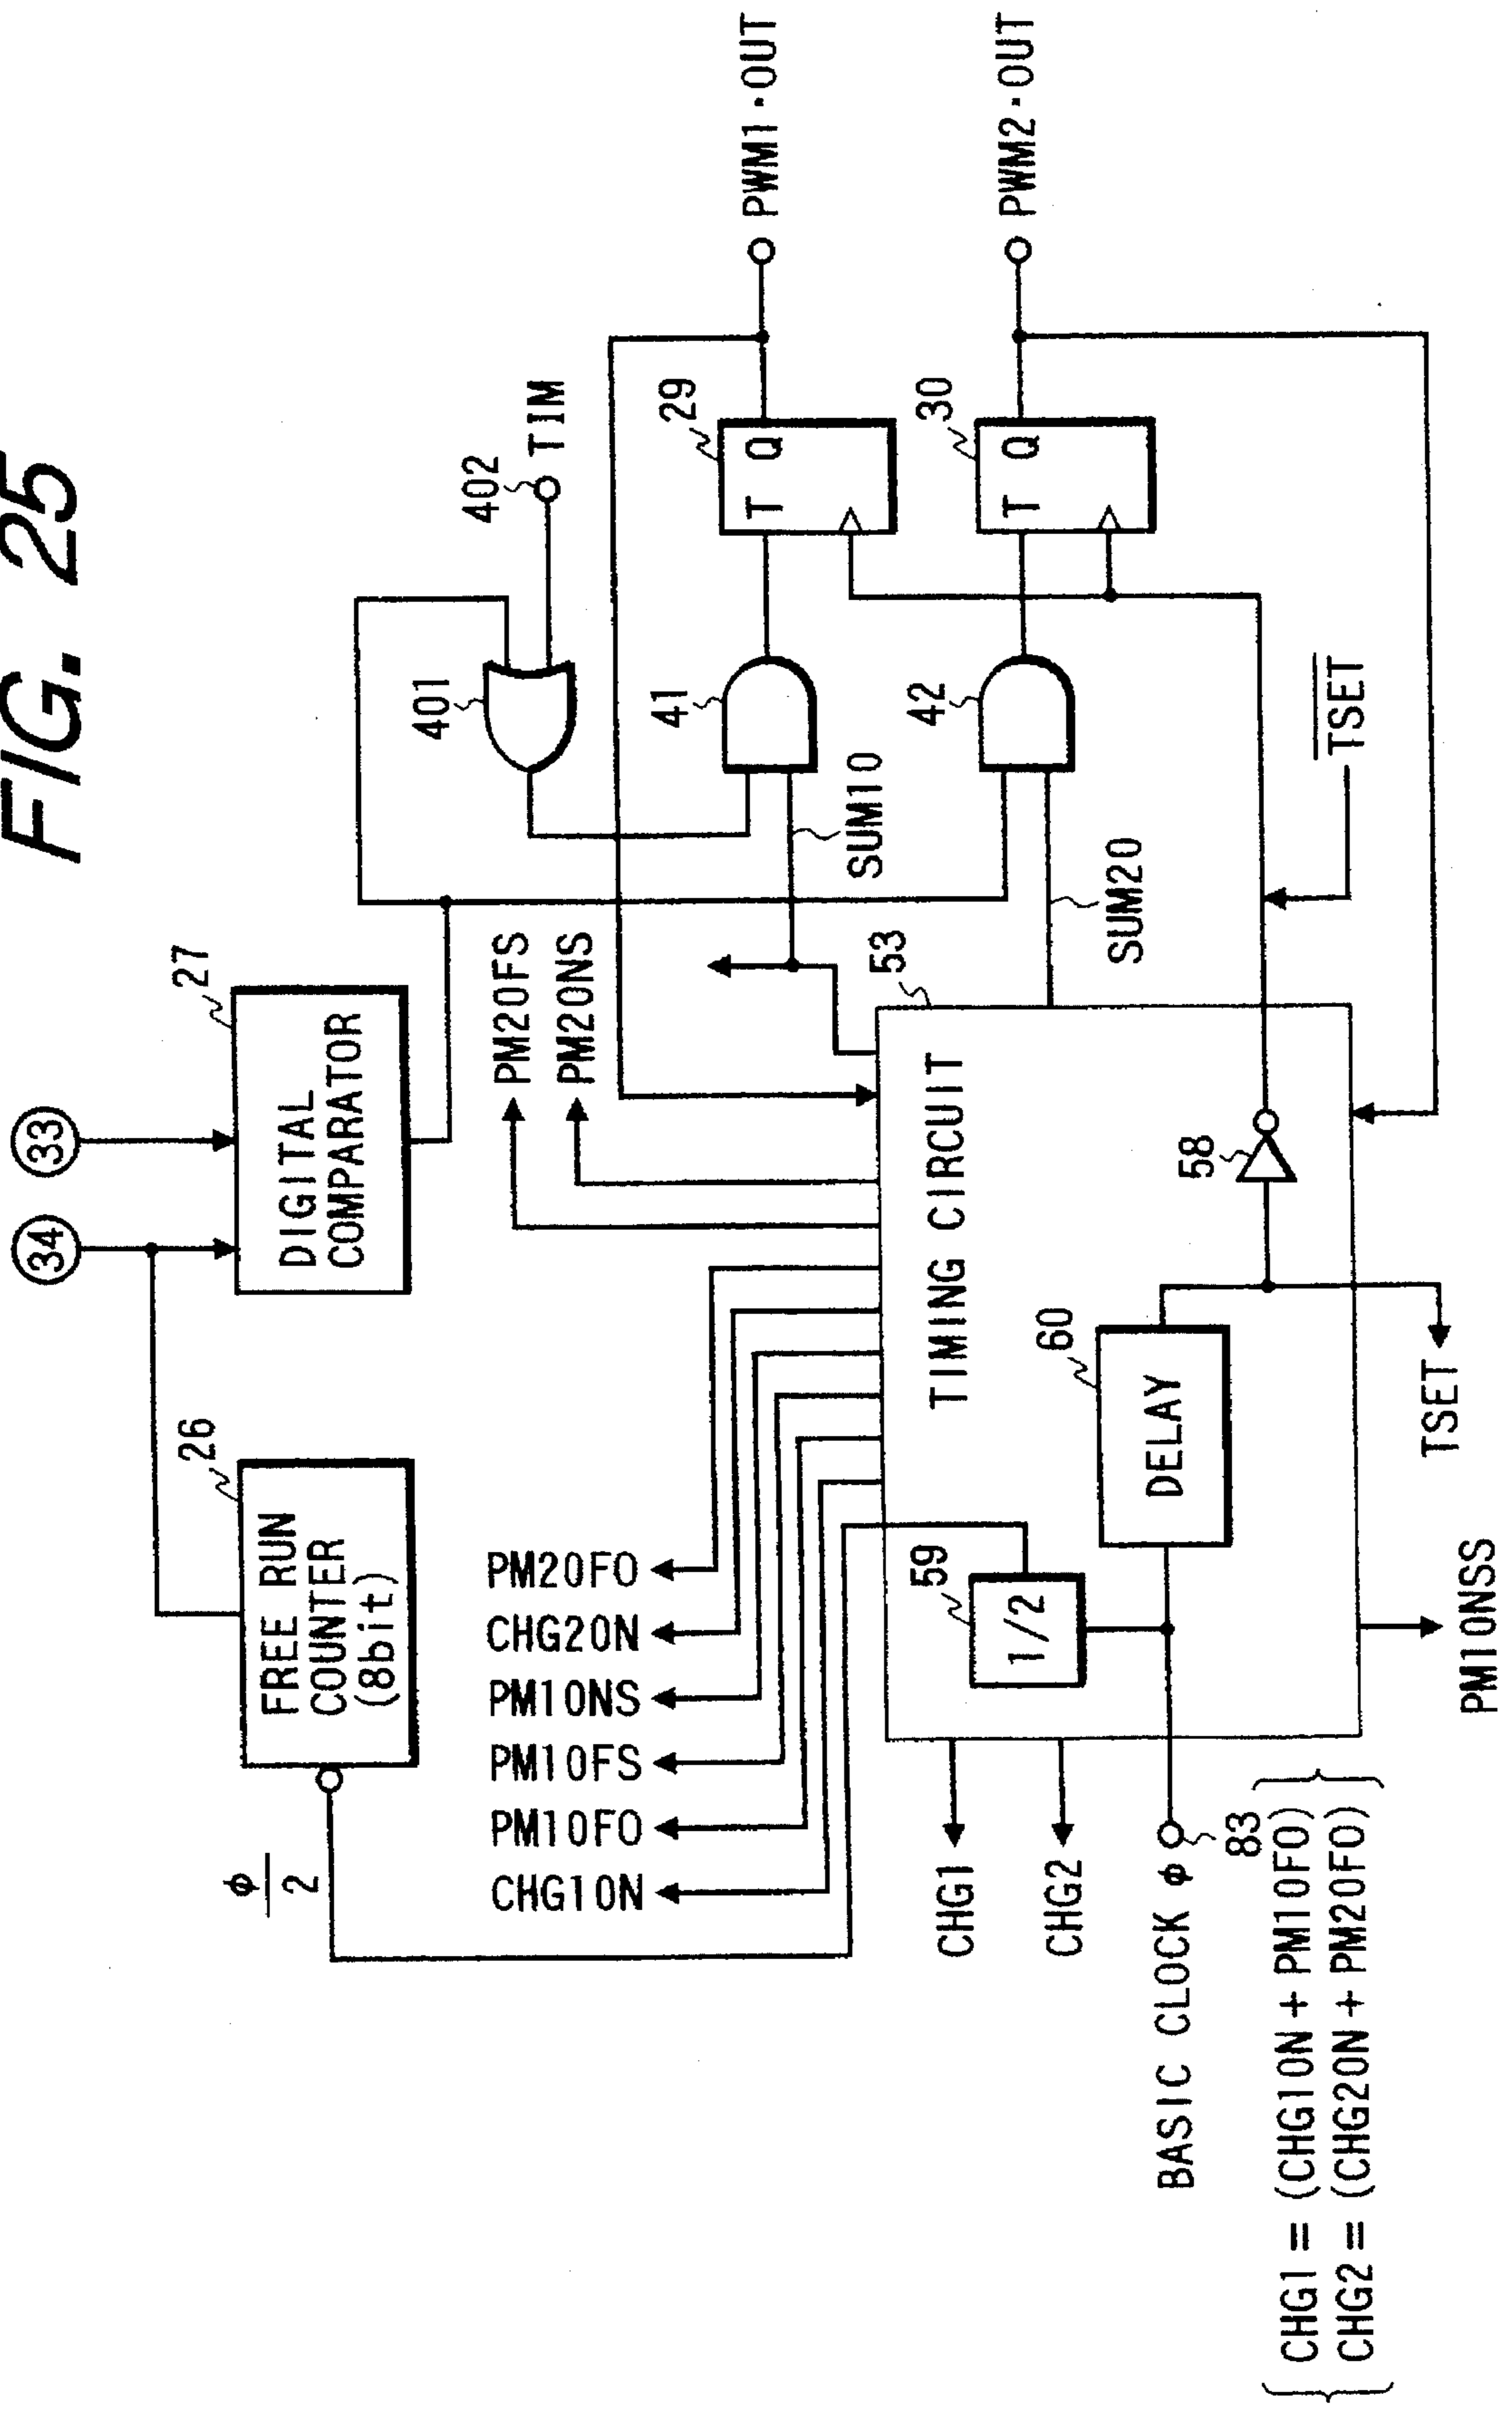 FIG. 25
33
34
27
DIGITAL
COMPARATOR
26
FREE RUN
COUNTER
(8bit)
φ
2
401
402
TIM
PM20FS
PM20NS
41
29
T Q
PWM1·OUT
SUM10
42
30
T Q
PWM2·OUT
SUM20
PM20FO
CHG20N
PM10NS
PM10FS
PM10FO
CHG10N
53
TIMING CIRCUIT
59
1/2
60
DELAY
58
TSET
TSET
PM10NSS
CHG1
CHG2
BASIC CLOCK φ
83
CHG1 = (CHG10N + PM10FO)
CHG2 = (CHG20N + PM20FO)